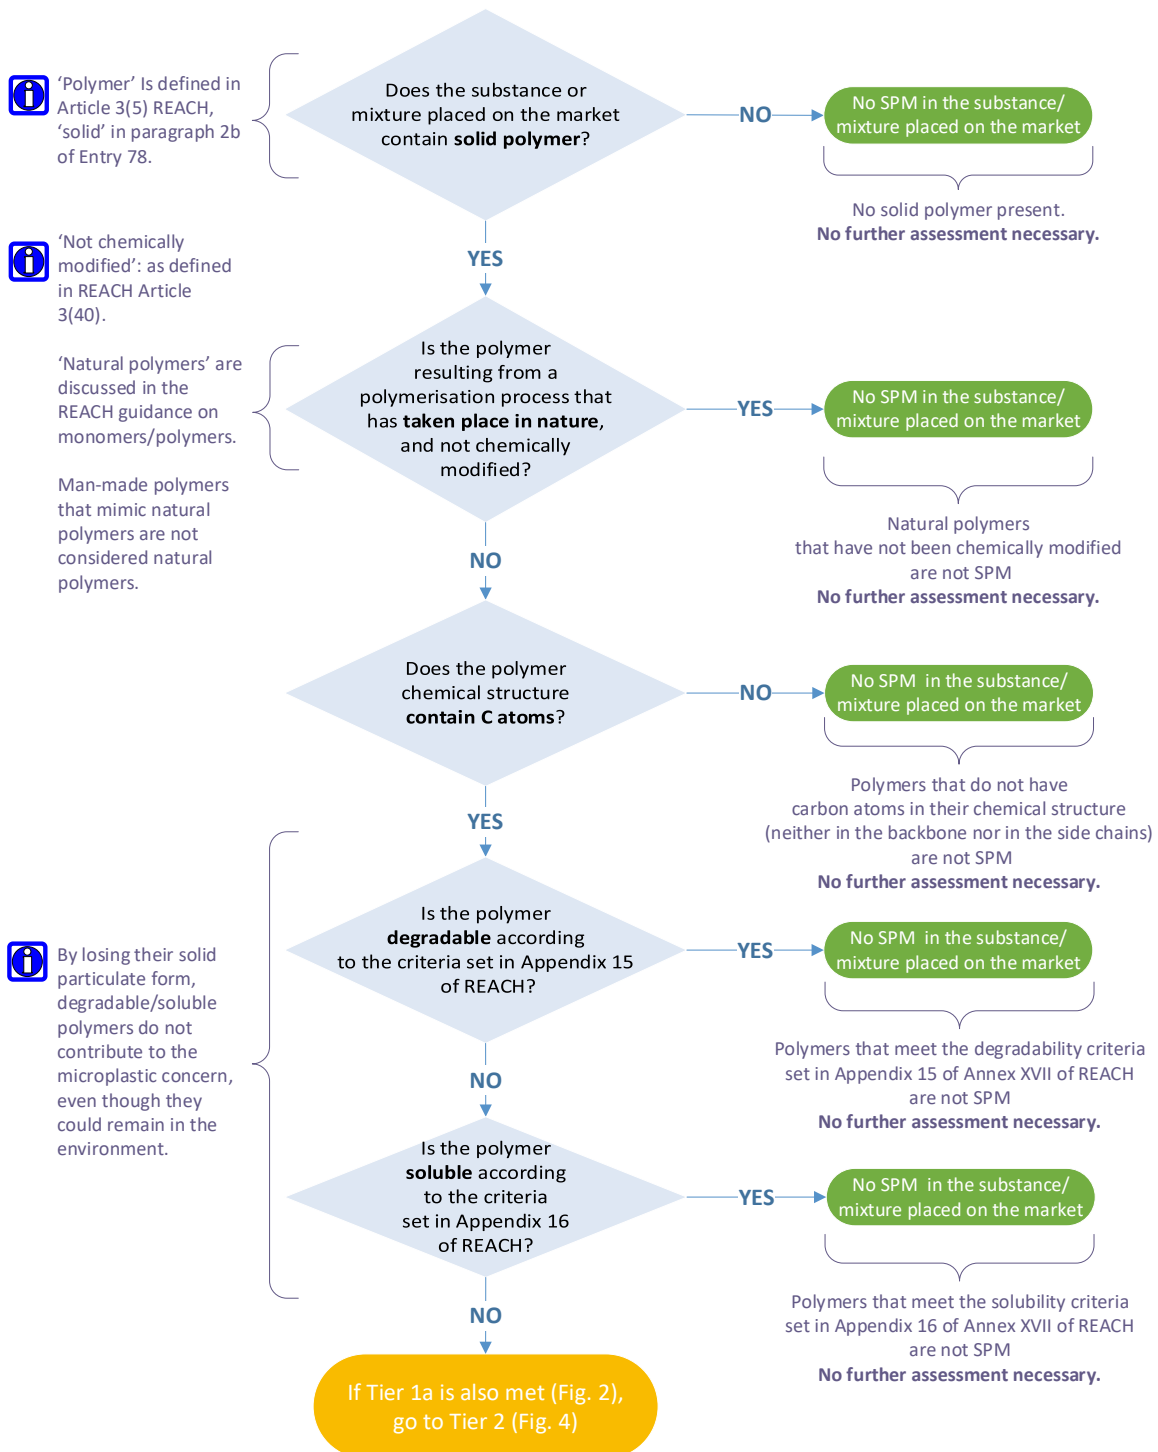 ‘Polymer’ Is defined in
Article 3(5) REACH,
‘solid’ in paragraph 2b
of Entry 78.
Does the substance or
mixture placed on the market
contain solid polymer?
NO
No SPM in the substance/
mixture placed on the market
No solid polymer present.
No further assessment necessary.
YES
‘Not chemically
modified’: as defined
in REACH Article
3(40).
‘Natural polymers’ are
discussed in the
REACH guidance on
monomers/polymers.
Man-made polymers
that mimic natural
polymers are not
considered natural
polymers.
Is the polymer
resulting from a
polymerisation process that
has taken place in nature,
and not chemically
modified?
YES
No SPM in the substance/
mixture placed on the market
Natural polymers
that have not been chemically modified
are not SPM
No further assessment necessary.
NO
Does the polymer
chemical structure
contain C atoms?
NO
No SPM in the substance/
mixture placed on the market
Polymers that do not have
carbon atoms in their chemical structure
(neither in the backbone nor in the side chains)
are not SPM
No further assessment necessary.
YES
By losing their solid
particulate form,
degradable/soluble
polymers do not
contribute to the
microplastic concern,
even though they
could remain in the
environment.
Is the polymer
degradable according
to the criteria set in Appendix 15
of REACH?
YES
No SPM in the substance/
mixture placed on the market
Polymers that meet the degradability criteria
set in Appendix 15 of Annex XVII of REACH
are not SPM
No further assessment necessary.
NO
Is the polymer
soluble according
to the criteria
set in Appendix 16
of REACH?
YES
No SPM in the substance/
mixture placed on the market
Polymers that meet the solubility criteria
set in Appendix 16 of Annex XVII of REACH
are not SPM
No further assessment necessary.
NO
If Tier 1a is also met (Fig. 2),
go to Tier 2 (Fig. 4)